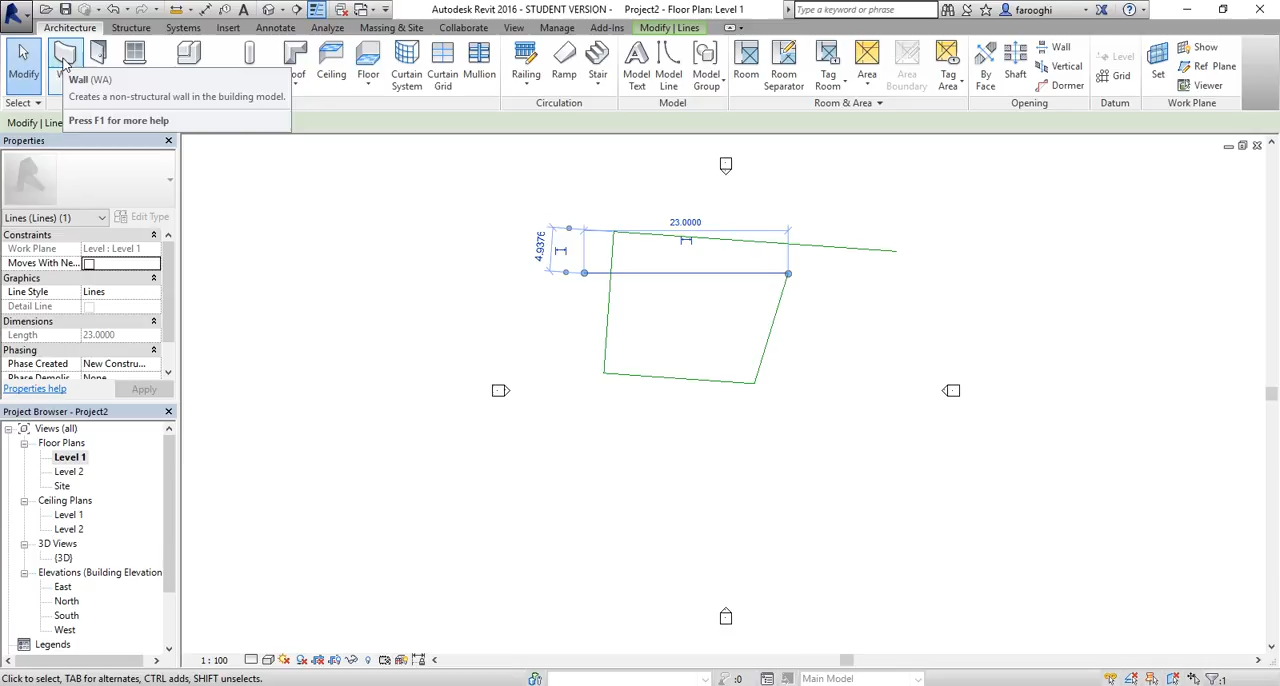 Autodesk Revit 2016 - STUDENT VERSION - Project2 - Floor Plan: Level 1
Type a keyword or phrase
farooghi
Architecture Structure Systems Insert Annotate Analyze Massing & Site Collaborate View Manage Add-Ins Modify | Lines
Modify
Ceiling
Floor
Curtain System
Curtain Grid
Mullion
Railing
Ramp
Stair
Model Text
Model Line
Model Group
Room
Room Separator
Tag Room
Area
Area Boundary
Tag Area
By Face
Shaft
Wall
Vertical
Dormer
Level
Grid
Set
Show
Ref Plane
Viewer
Select
Circulation
Model
Room & Area
Opening
Datum
Work Plane
Wall (WA)
Creates a non-structural wall in the building model.
Press F1 for more help
Modify | Line
Properties
Lines (Lines) (1)
Edit Type
Constraints
Work Plane Level : Level 1
Moves With Ne...
Graphics
Line Style Lines
Detail Line
Dimensions
Length 23.0000
Phasing
Phase Created New Constru...
Phase Demolis None
Properties help
Apply
Project Browser - Project2
Views (all)
Floor Plans
Level 1
Level 2
Site
Ceiling Plans
Level 1
Level 2
3D Views
{3D}
Elevations (Building Elevation
East
North
South
West
Legends
23.0000
4.9376
1 : 100
Click to select, TAB for alternates, CTRL adds, SHIFT unselects.
:0
Main Model
:1